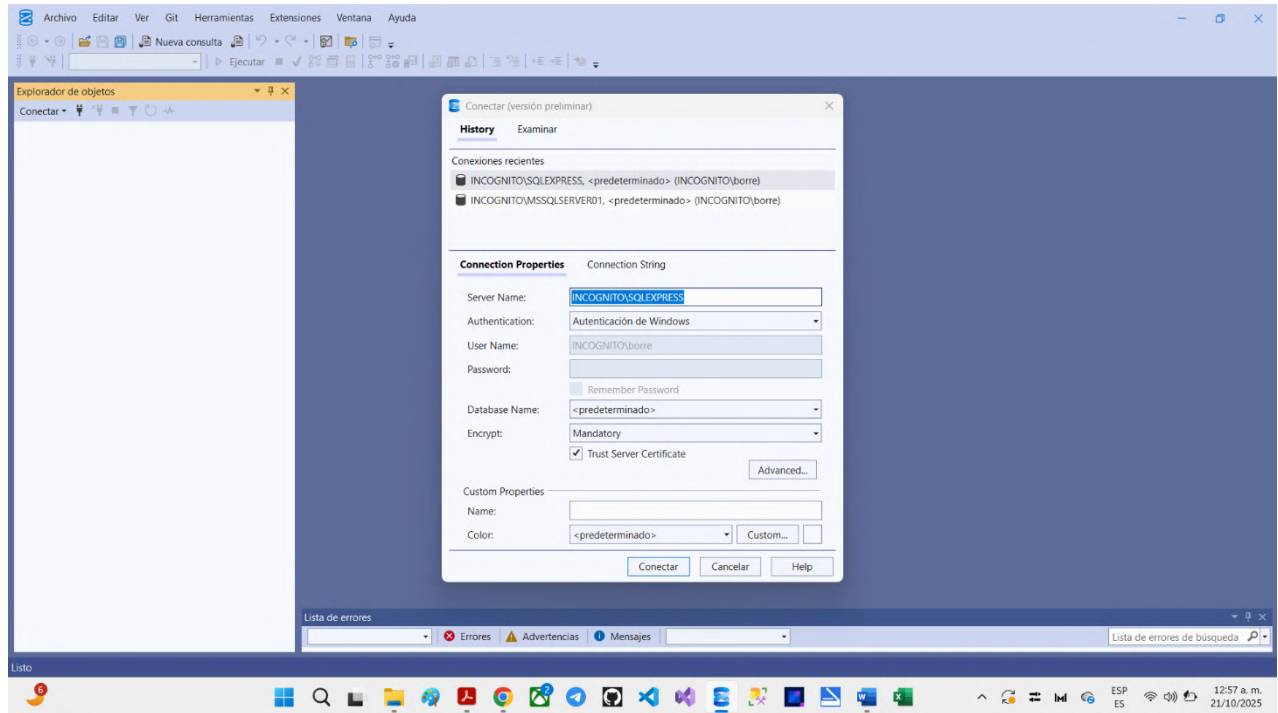 Archivo Editar Ver Git Herramientas Extensiones Ventana Ayuda
Nueva consulta
Ejecutar
Explorador de objetos
Conectar
Conectar (versión preliminar)
History Examinar
Conexiones recientes
INCOGNITO\SQLEXPRESS, <predeterminado> (INCOGNITO\borre)
INCOGNITO\MSSQLSERVER01, <predeterminado> (INCOGNITO\borre)
Connection Properties Connection String
Server Name: INCOGNITO\SQLEXPRESS
Authentication: Autenticación de Windows
User Name: INCOGNITO\borre
Password:
Remember Password
Database Name: <predeterminado>
Encrypt: Mandatory
Trust Server Certificate
Advanced...
Custom Properties
Name:
Color: <predeterminado> Custom...
Conectar Cancelar Help
Lista de errores
Errores Advertencias Mensajes Lista de errores de búsqueda
Listo
6 2 ESP 12:57 a. m.
ES 21/10/2025